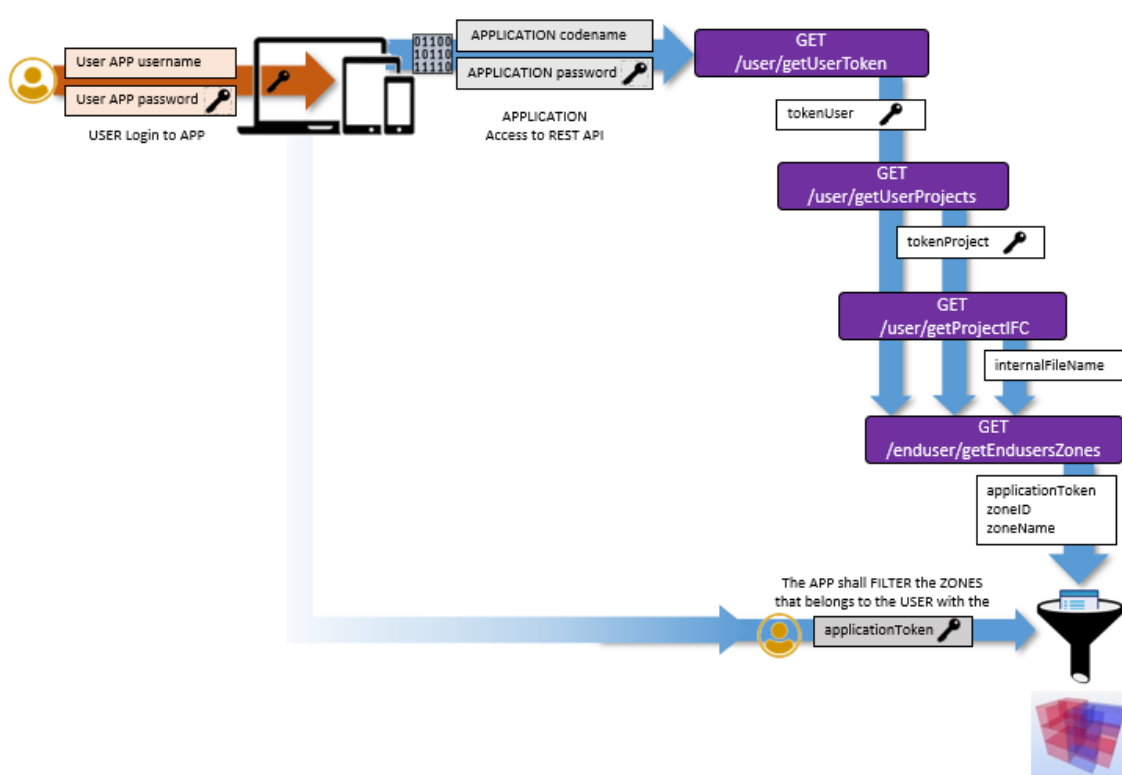 01100
10110
11110
User APP username
User APP password
USER Login to APP
APPLICATION codename
APPLICATION password
APPLICATION
Access to REST API
GET
/user/getUserToken
tokenUser
GET
/user/getUserProjects
tokenProject
GET
/user/getProjectIFC
internalFileName
GET
/enduser/getEndusersZones
applicationToken
zoneID
zoneName
The APP shall FILTER the ZONES
that belongs to the USER with the
applicationToken